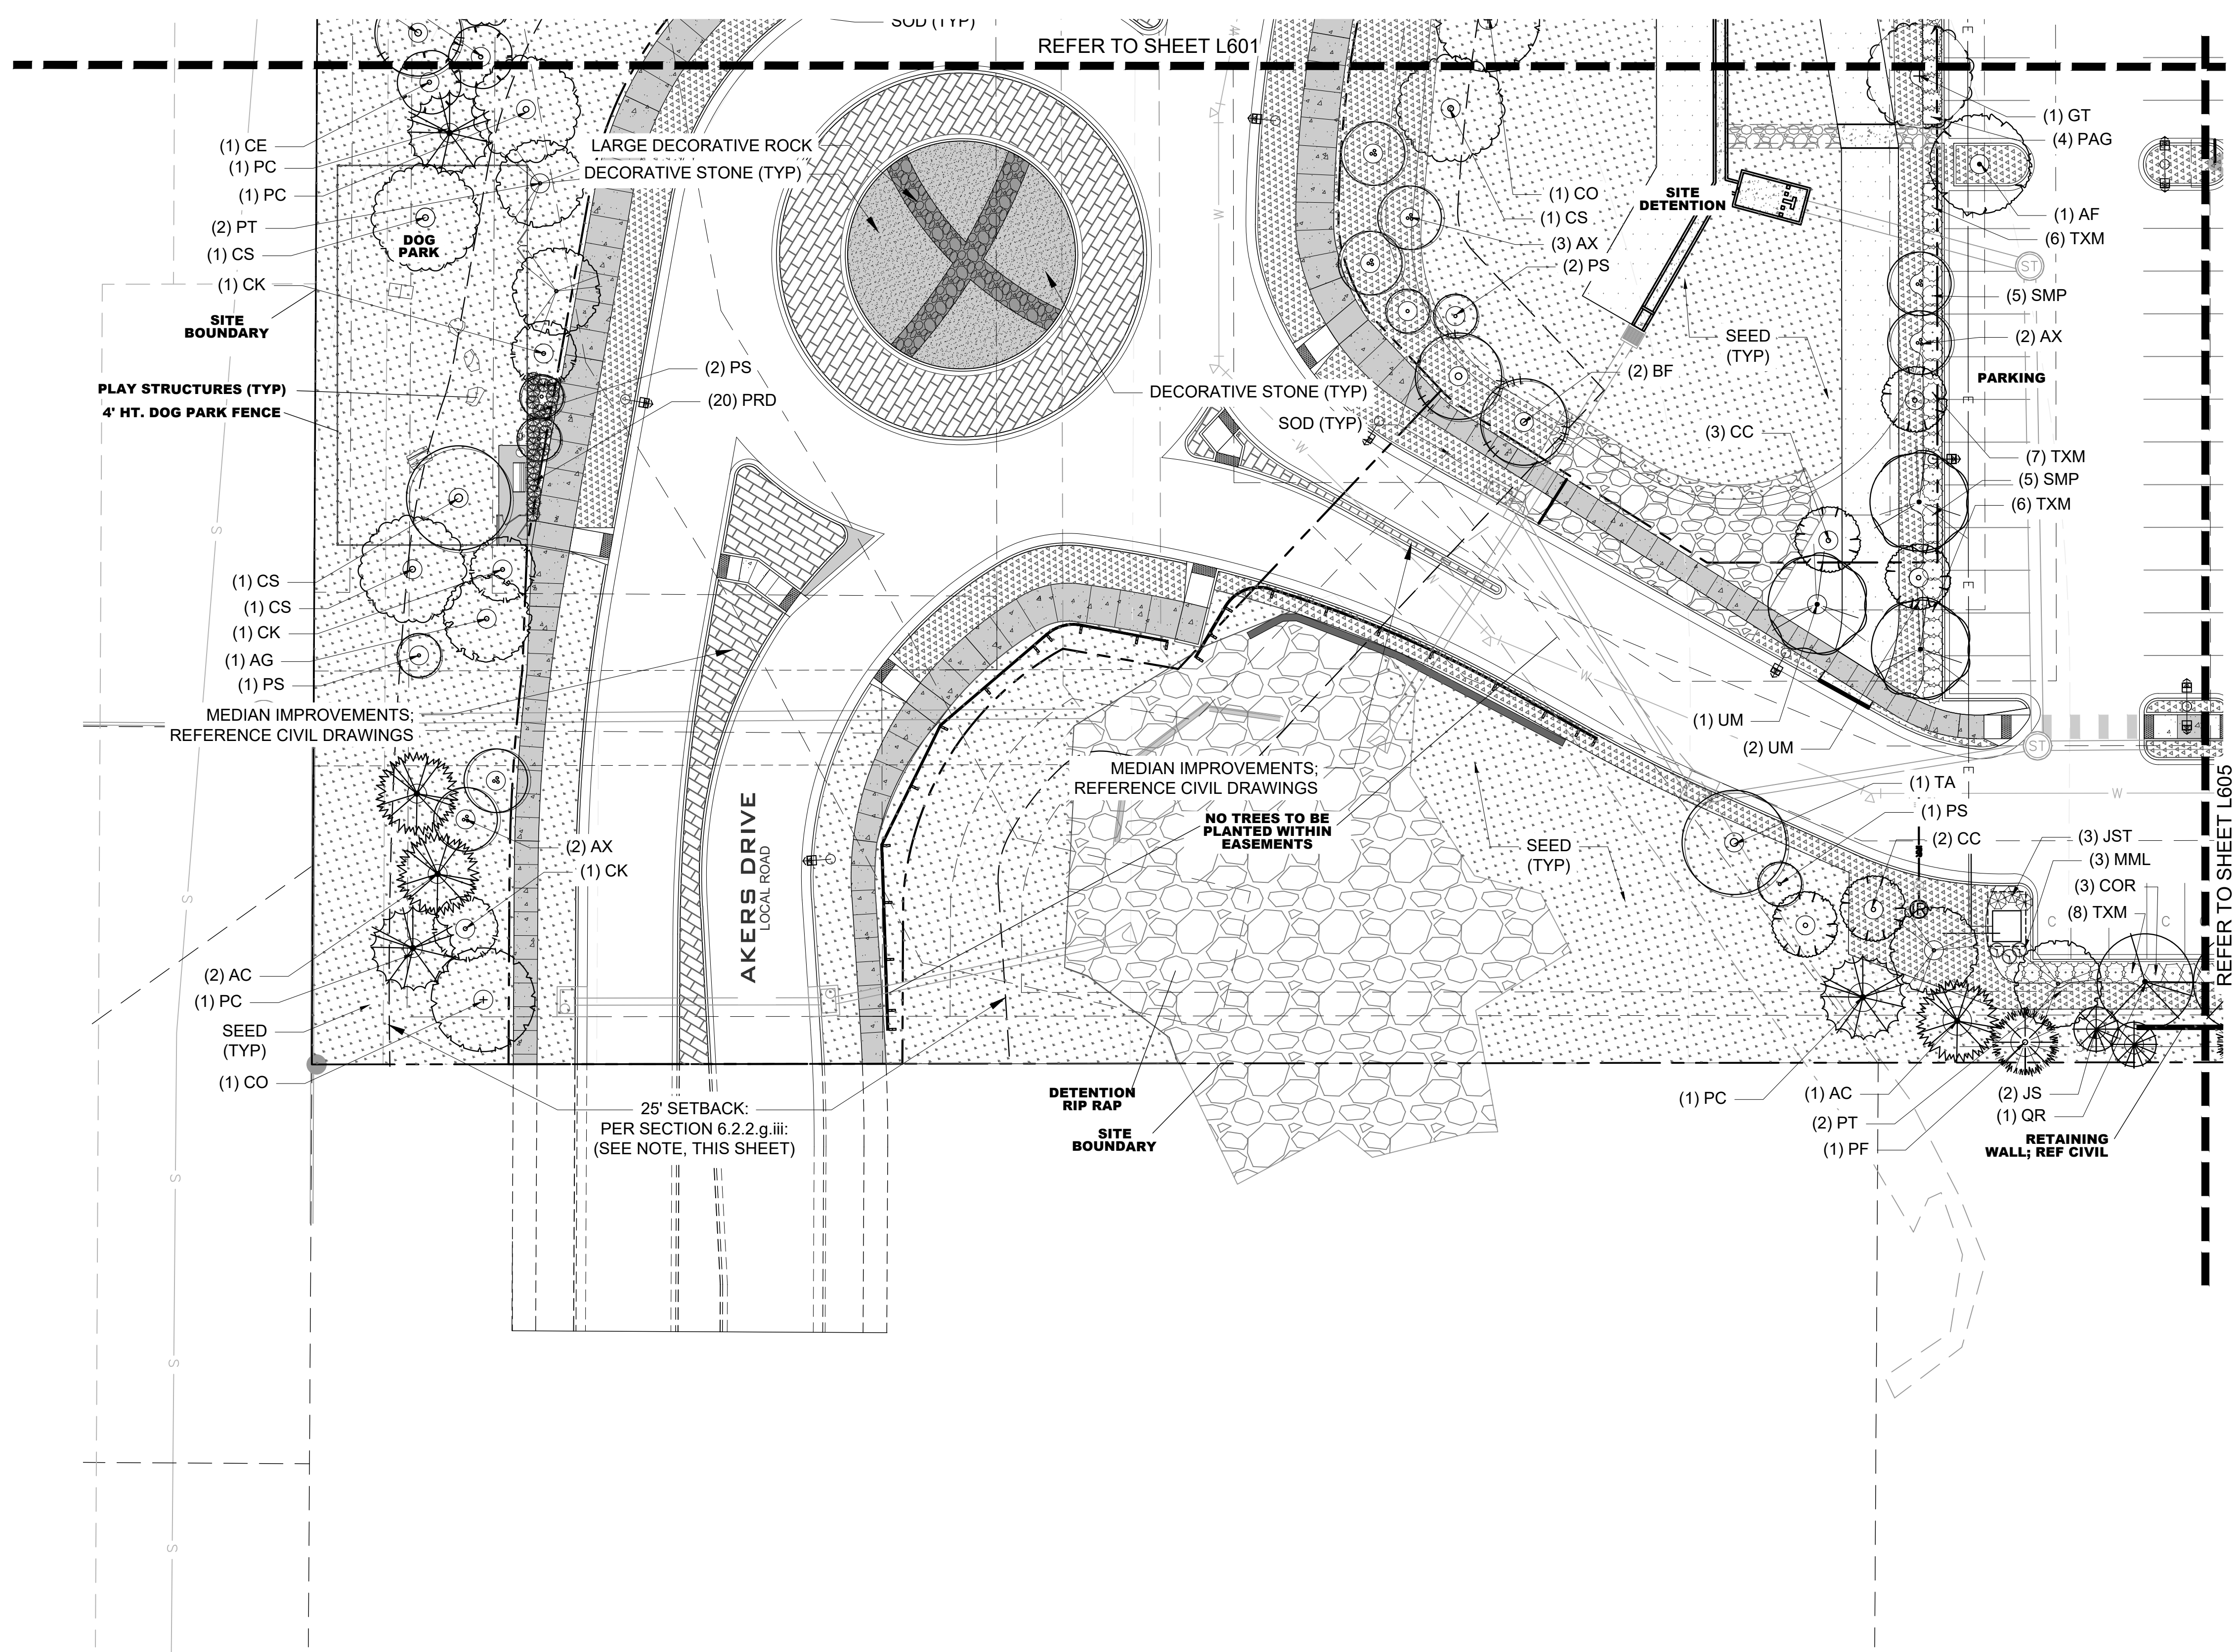 SOD (TYP)
REFER TO SHEET L601
(1) CE
(1) PC
(1) PC
(2) PT
(1) CS
(1) CK
SITE
BOUNDARY
PLAY STRUCTURES (TYP)
4' HT. DOG PARK FENCE
DOG
PARK
LARGE DECORATIVE ROCK
DECORATIVE STONE (TYP)
(2) PS
(20) PRD
DECORATIVE STONE (TYP)
SOD (TYP)
(1) CO
(1) CS
(3) AX
(2) PS
SITE
DETENTION
SEED
(TYP)
(2) BF
(3) CC
(1) GT
(4) PAG
(1) AF
(6) TXM
ST
(5) SMP
(2) AX
PARKING
(7) TXM
(5) SMP
(6) TXM
(1) CS
(1) CS
(1) CK
(1) AG
(1) PS
MEDIAN IMPROVEMENTS;
REFERENCE CIVIL DRAWINGS
(2) AX
(1) CK
(2) AC
(1) PC
SEED
(TYP)
(1) CO
AKERS DRIVE
LOCAL ROAD
25' SETBACK:
PER SECTION 6.2.2.g.iii:
(SEE NOTE, THIS SHEET)
MEDIAN IMPROVEMENTS;
REFERENCE CIVIL DRAWINGS
NO TREES TO BE
PLANTED WITHIN
EASEMENTS
SEED
(TYP)
DETENTION
RIP RAP
SITE
BOUNDARY
(1) UM
(2) UM
ST
(1) TA
(1) PS
(2) CC
(3) JST
(3) MML
(3) COR
(8) TXM
(1) PC
(1) AC
(2) PT
(1) PF
(2) JS
(1) QR
RETAINING
WALL; REF CIVIL
REFER TO SHEET L605
S
S
S
S
S
W
W
W
W
W
W
W
E
E
E
E
E
C
C